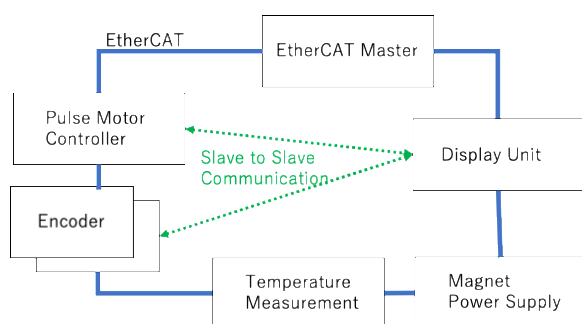 EtherCAT
EtherCAT Master
Pulse Motor
Controller
Slave to Slave
Communication
Display Unit
Encoder
Temperature
Measurement
Magnet
Power Supply